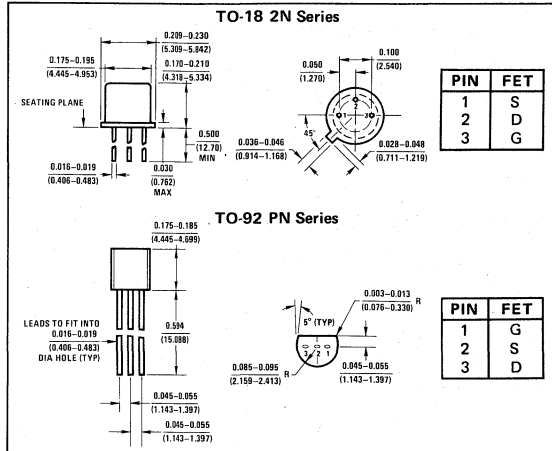 TO-18 2N Series
0.209–0.230
(5.309–5.842)
0.175–0.195
(4.445–4.953)
0.170–0.210
(4.318–5.334)
SEATING PLANE
0.500
(12.70)
MIN
0.016–0.019
(0.406–0.483)
0.030
(0.762)
MAX
0.050
(1.270)
0.100
(2.540)
2
1
3
45°
0.036–0.046
(0.914–1.168)
0.028–0.048
(0.711–1.219)
PIN FET
1 S
2 D
3 G
TO-92 PN Series
0.175–0.185
(4.445–4.699)
LEADS TO FIT INTO
0.016–0.019
(0.406–0.483)
DIA HOLE (TYP)
0.594
(15.088)
0.045–0.055
(1.143–1.397)
0.045–0.055
(1.143–1.397)
5° (TYP)
0.003–0.013 R
(0.076–0.330)
3 2 1
0.085–0.095 R
(2.159–2.413)
0.045–0.055
(1.143–1.397)
PIN FET
1 G
2 S
3 D